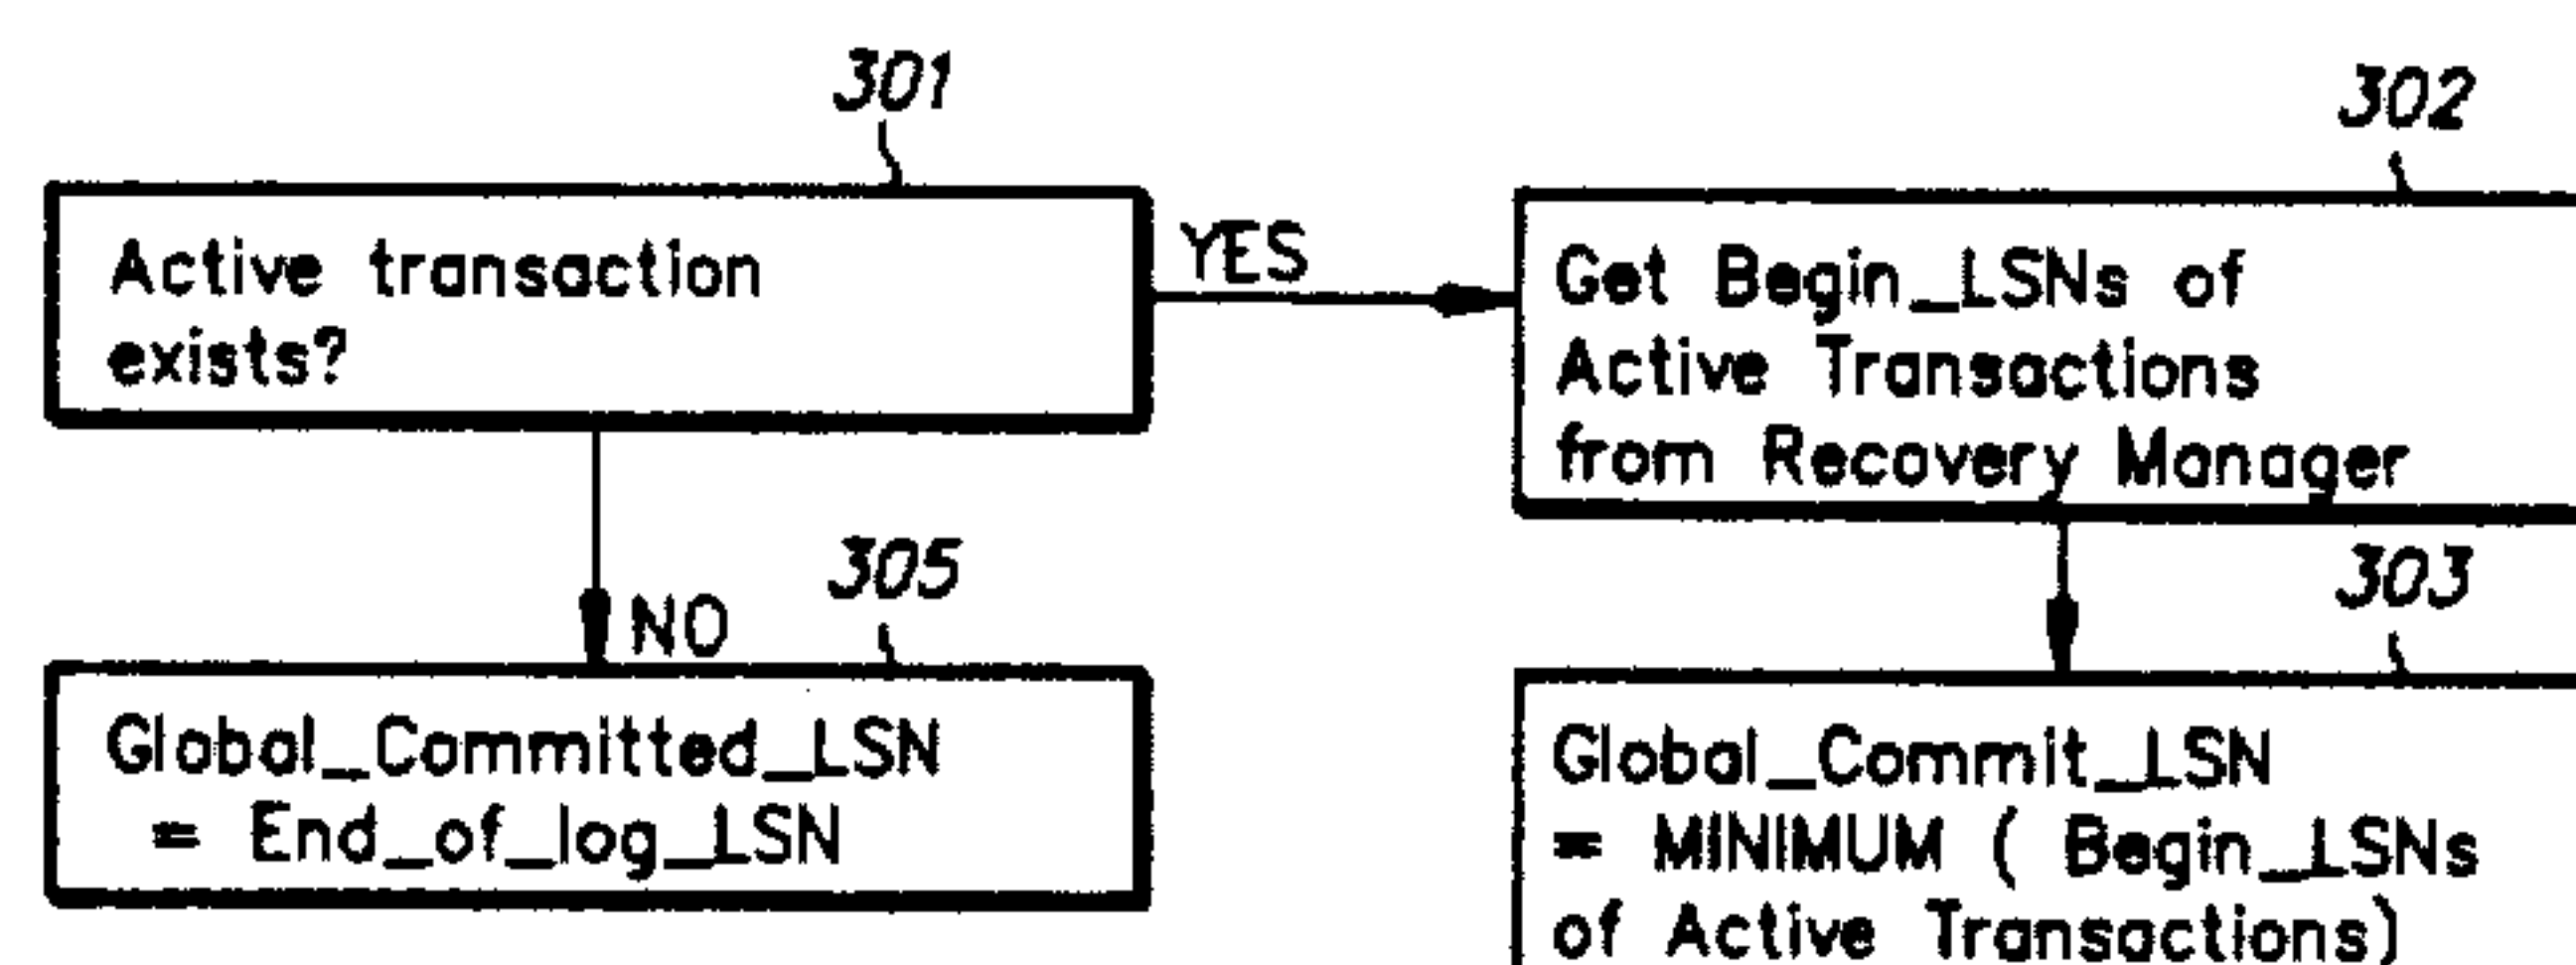 301
Active transaction
exists?
YES
302
Get Begin_LSNs of
Active Transactions
from Recovery Manager
NO
305
Global_Committed_LSN
= End_of_log_LSN
303
Global_Commit_LSN
= MINIMUM ( Begin_LSNs
of Active Transactions)